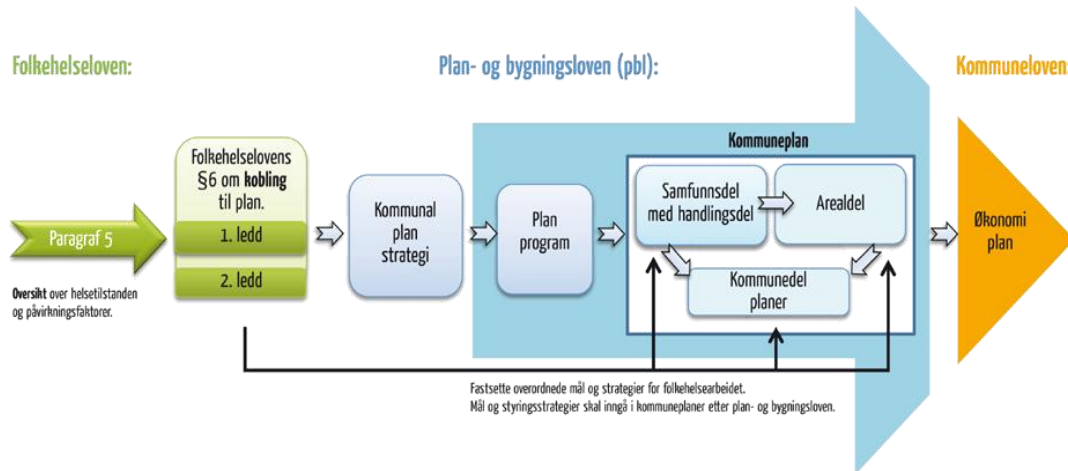 Folkehelseloven:
Plan- og bygningsloven (pbl):
Kommuneloven:
Paragraf 5
Oversikt over helsetilstanden
og påvirkningsfaktorer.
Folkehelselovens
§6 om kobling
til plan.
1. ledd
2. ledd
Kommunal
plan
strategi
Plan
program
Kommuneplan
Samfunnsdel
med handlingsdel
Arealdel
Kommunedel
planer
Økonomi
plan
Fastsette overordnede mål og strategier for folkehelsearbeidet.
Mål og styringsstrategier skal inngå i kommuneplaner etter plan- og bygningsloven.